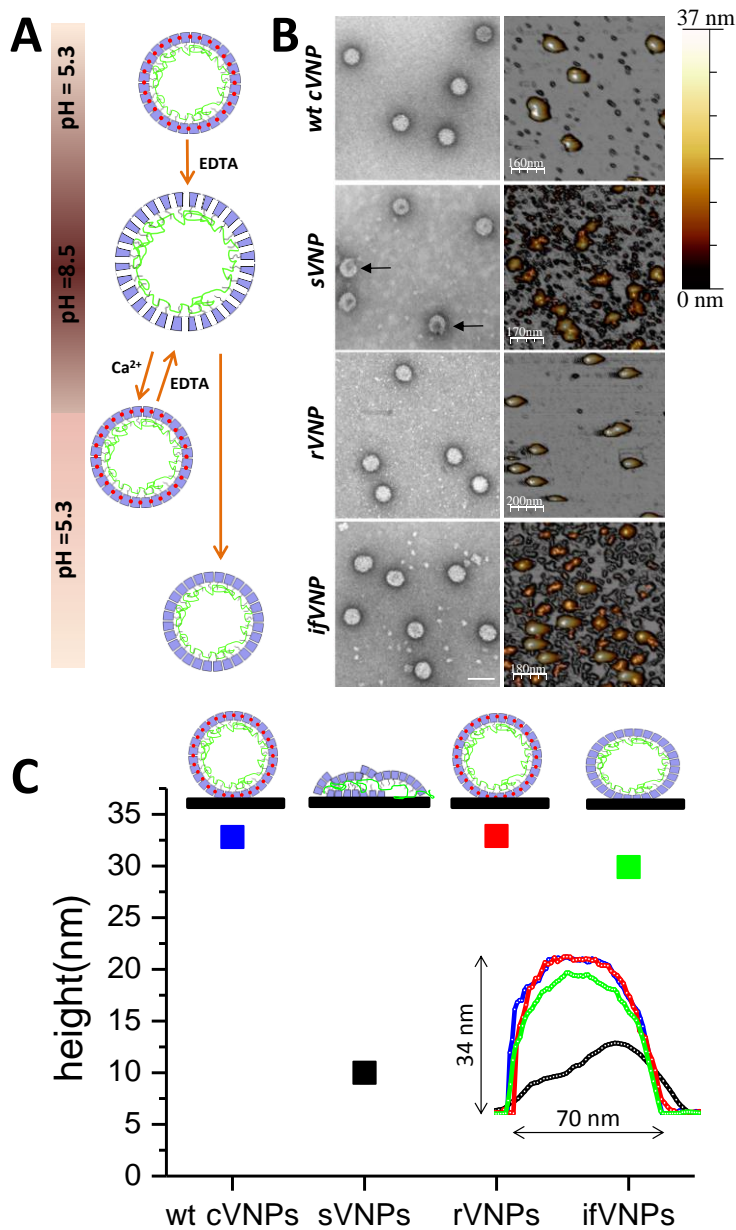 A
pH = 5.3
pH =8.5
pH =5.3
EDTA
Ca²⁺
EDTA
B
wt cVNP
sVNP
rVNP
ifVNP
160nm
170nm
200nm
180nm
37 nm
0 nm
C
height(nm)
35
30
25
20
15
10
5
0
34 nm
70 nm
wt cVNPs sVNPs rVNPs ifVNPs